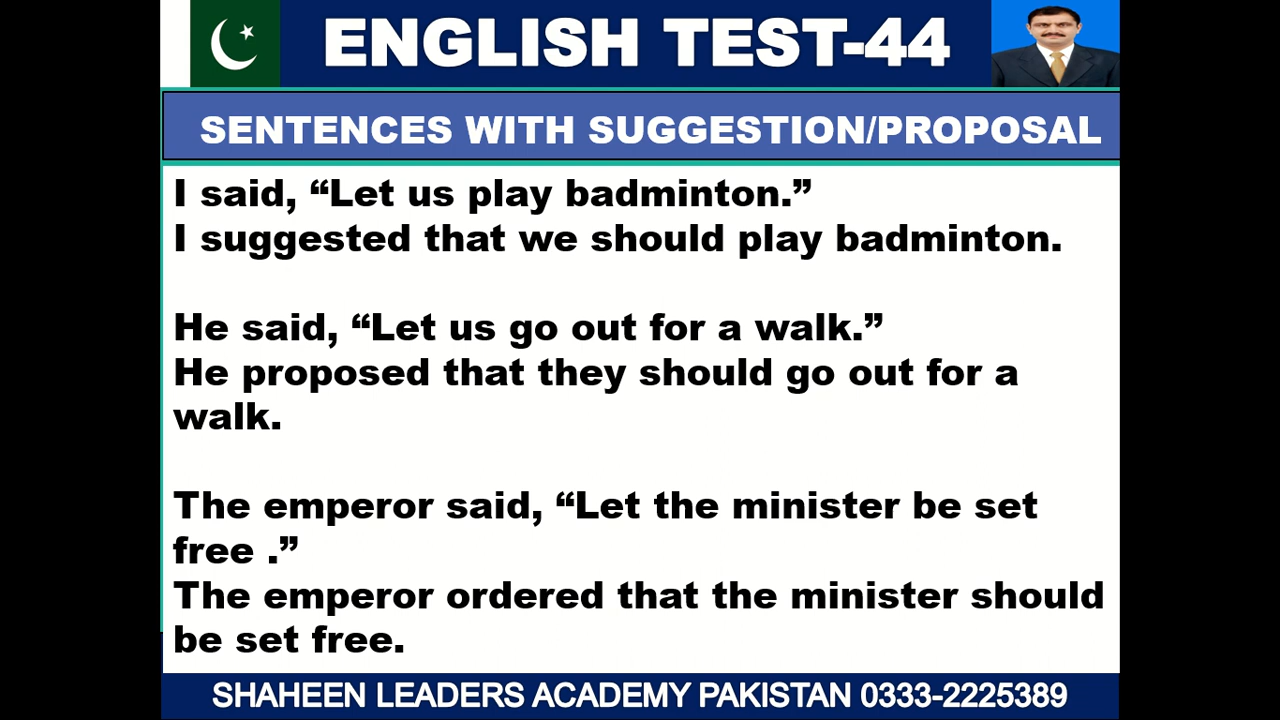 ENGLISH TEST-44
SENTENCES WITH SUGGESTION/PROPOSAL
I said, “Let us play badminton.”
I suggested that we should play badminton.
He said, “Let us go out for a walk.”
He proposed that they should go out for a
walk.
The emperor said, “Let the minister be set
free .”
The emperor ordered that the minister should
be set free.
SHAHEEN LEADERS ACADEMY PAKISTAN 0333-2225389